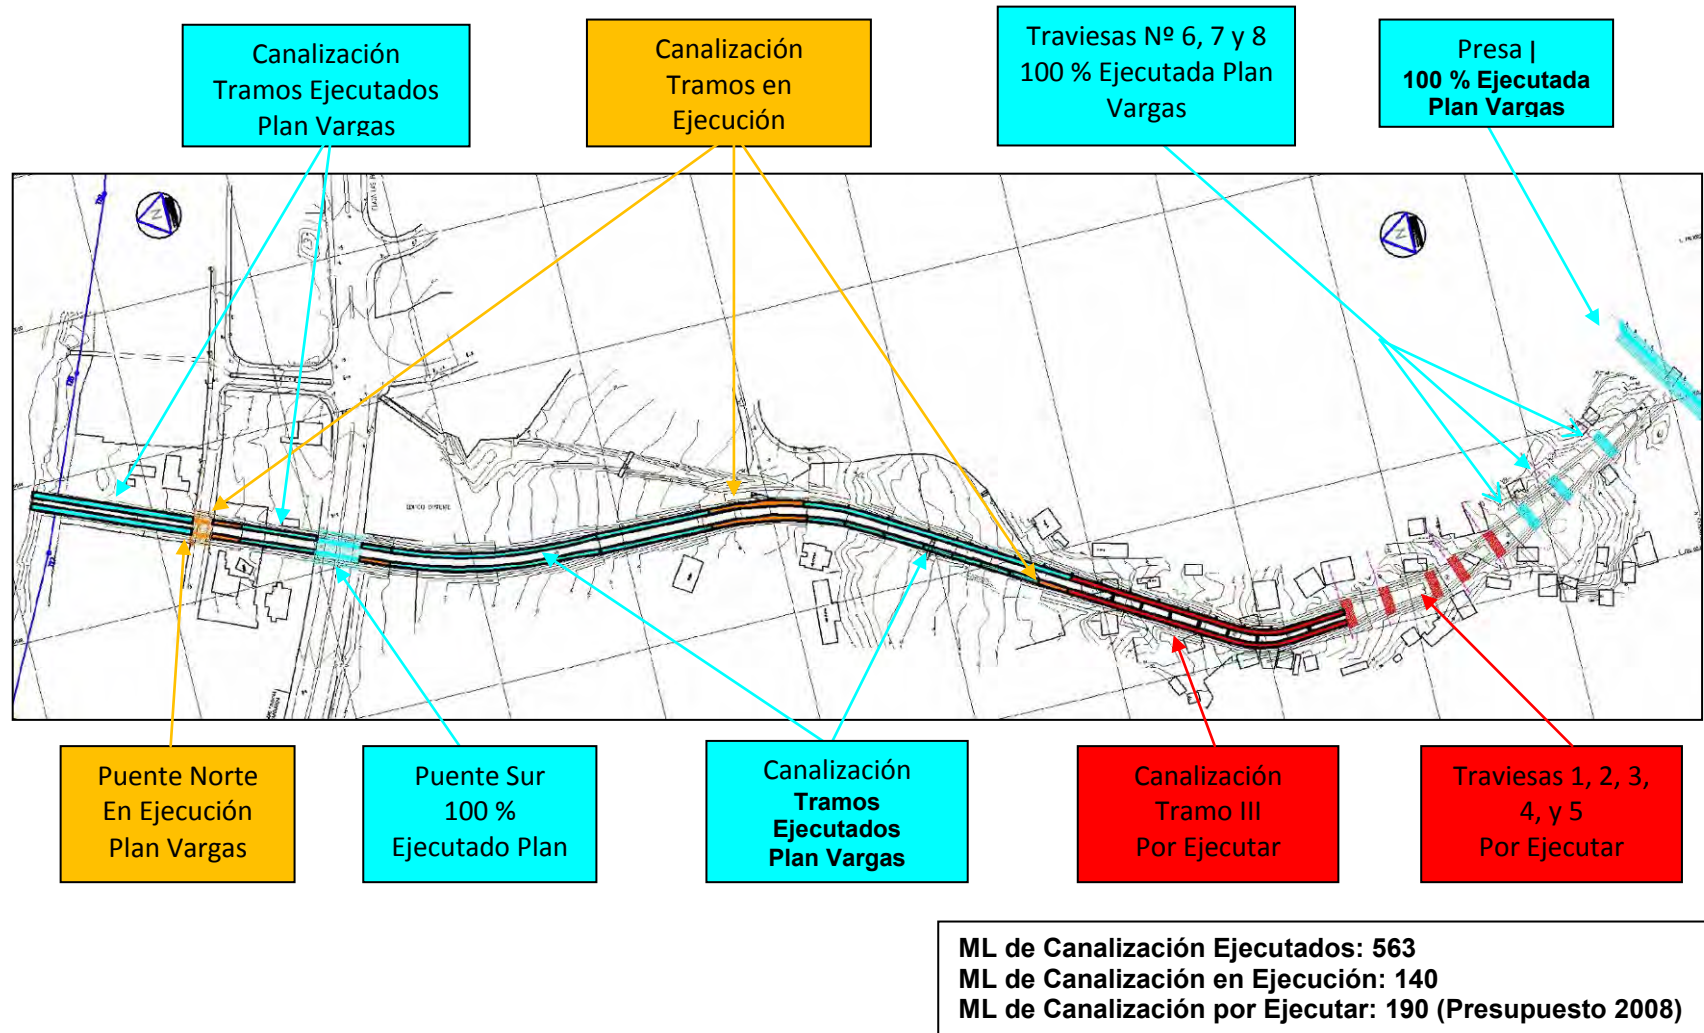 Canalización
Tramos Ejecutados
Plan Vargas
Canalización
Tramos en
Ejecución
Traviesas Nº 6, 7 y 8
100 % Ejecutada Plan
Vargas
Presa |
100 % Ejecutada
Plan Vargas
Puente Norte
En Ejecución
Plan Vargas
Puente Sur
100 %
Ejecutado Plan
Canalización
Tramos
Ejecutados
Plan Vargas
Canalización
Tramo III
Por Ejecutar
Traviesas 1, 2, 3,
4, y 5
Por Ejecutar
ML de Canalización Ejecutados: 563
ML de Canalización en Ejecución: 140
ML de Canalización por Ejecutar: 190 (Presupuesto 2008)